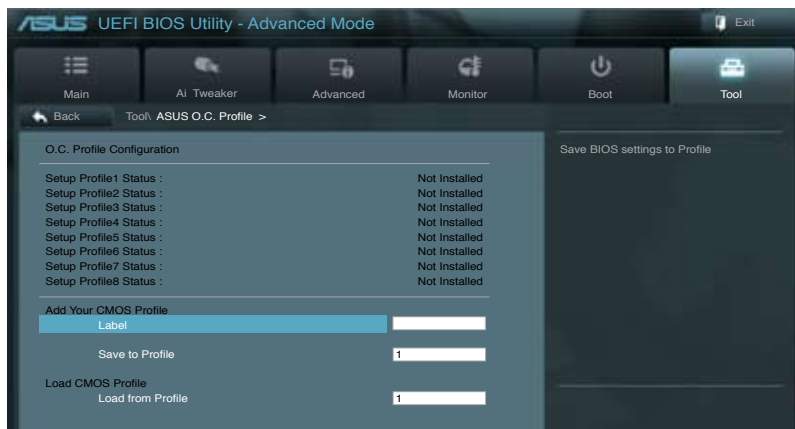 ASUS UEFI BIOS Utility - Advanced Mode
Exit
Main
Ai Tweaker
Advanced
Monitor
Boot
Tool
Back
Tool\ ASUS O.C. Profile >
O.C. Profile Configuration
Setup Profile1 Status : Not Installed
Setup Profile2 Status : Not Installed
Setup Profile3 Status : Not Installed
Setup Profile4 Status : Not Installed
Setup Profile5 Status : Not Installed
Setup Profile6 Status : Not Installed
Setup Profile7 Status : Not Installed
Setup Profile8 Status : Not Installed
Add Your CMOS Profile
Label
Save to Profile 1
Load CMOS Profile
Load from Profile 1
Save BIOS settings to Profile